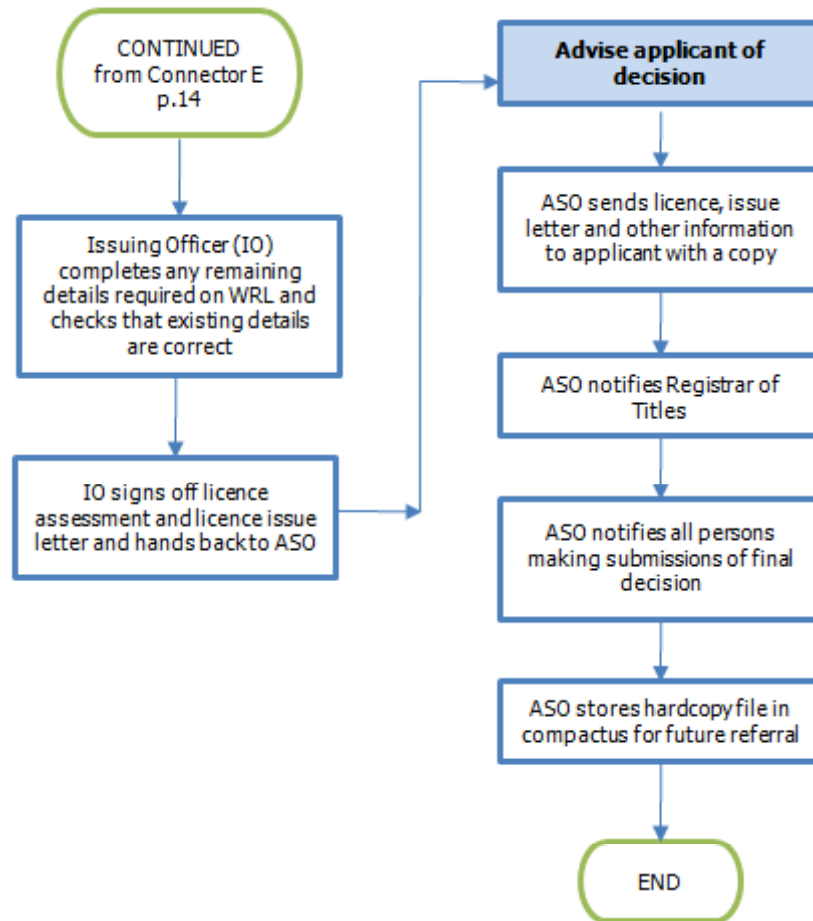 CONTINUED
from Connector E
p.14
Issuing Officer (IO)
completes any remaining
details required on WRL and
checks that existing details
are correct
IO signs off licence
assessment and licence issue
letter and hands back to ASO
Advise applicant of
decision
ASO sends licence, issue
letter and other information
to applicant with a copy
ASO notifies Registrar of
Titles
ASO notifies all persons
making submissions of final
decision
ASO stores hardcopy file in
compactus for future referral
END